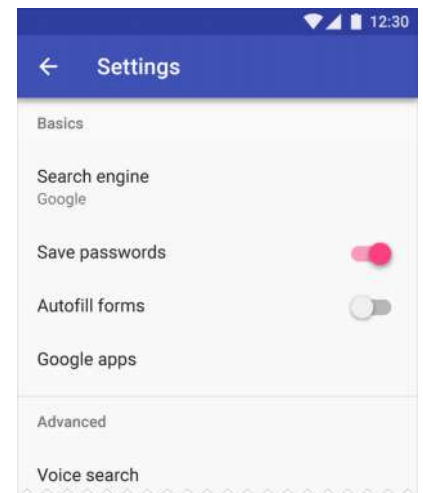 12:30
Settings
Basics
Search engine
Google
Save passwords
Autofill forms
Google apps
Advanced
Voice search